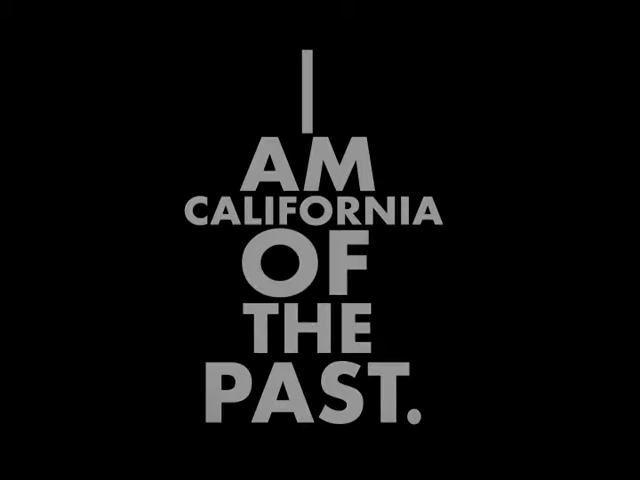 I
AM
CALIFORNIA
OF
THE
PAST.